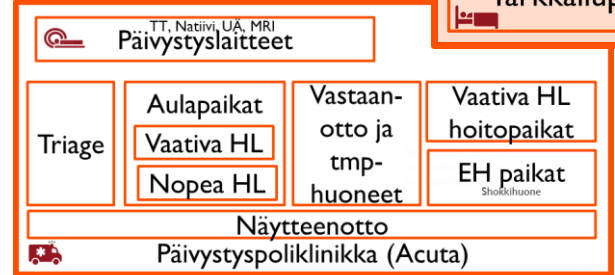 TT, Natiivi, UÄ, MRI
Päivystyslaitteet
Triage
Aulapaikat
Vaativa HL
Nopea HL
Vastaan-
otto ja
tmp-
huoneet
Vaativa HL
hoitopaikat
EH paikat
Shokkihuone
Näytteenotto
Päivystyspoliklinikka (Acuta)